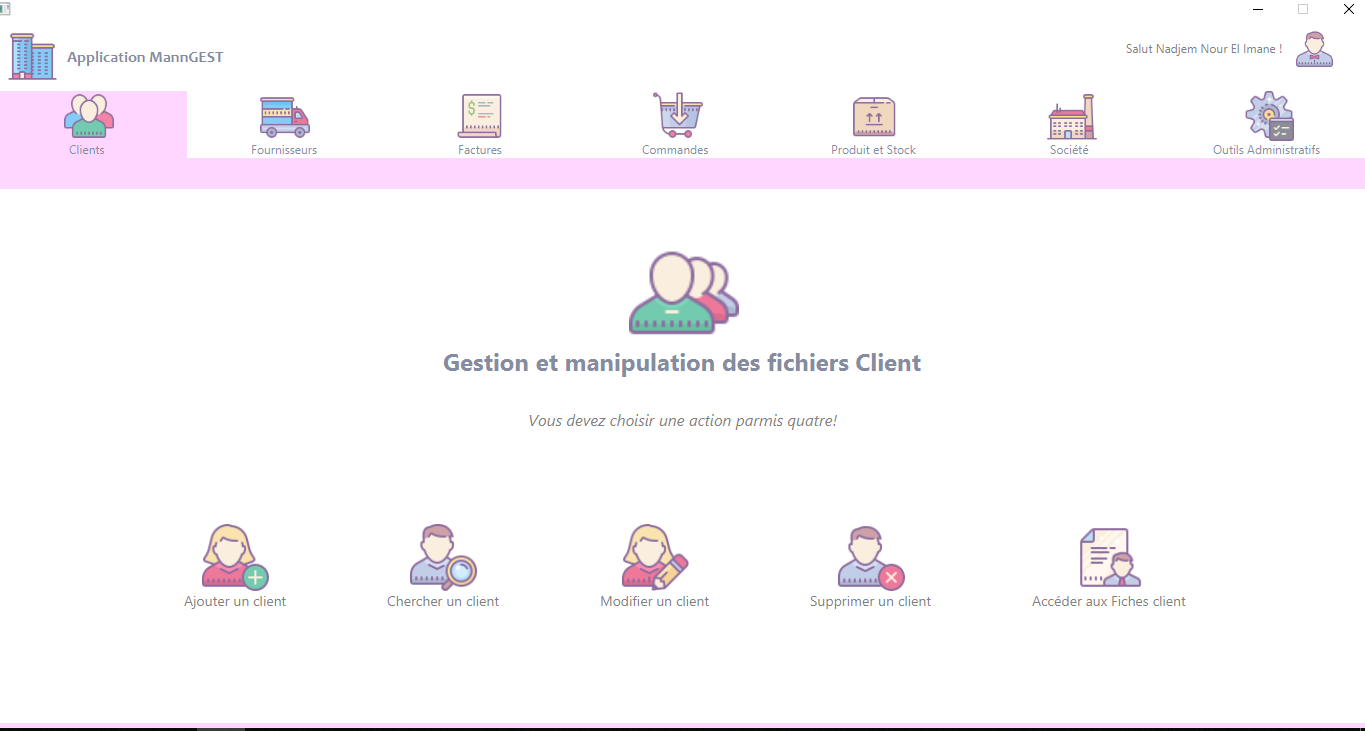 Application MannGEST
Salut Nadjem Nour El Imane !
Clients
Fournisseurs
Factures
Commandes
Produit et Stock
Société
Outils Administratifs
Gestion et manipulation des fichiers Client
Vous devez choisir une action parmis quatre!
Ajouter un client
Chercher un client
Modifier un client
Supprimer un client
Accéder aux Fiches client